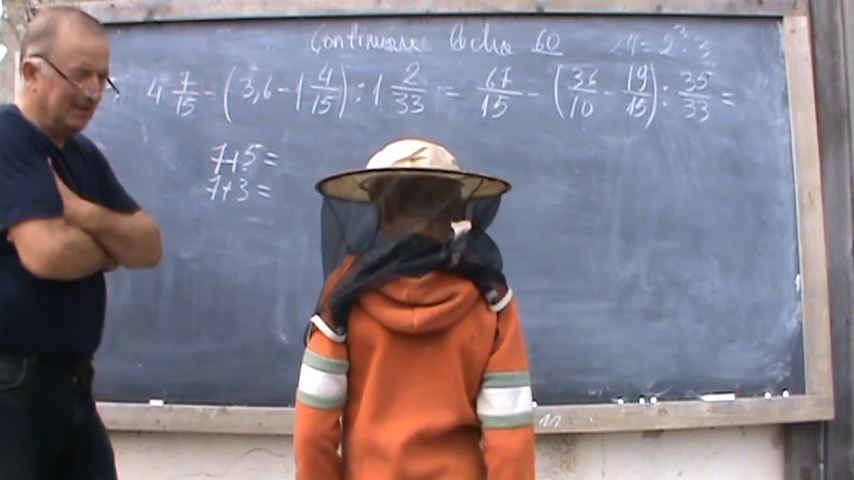 Continuare 60
24=2³·3
: 4 7/15 - (3,6 - 1 4/15) : 1 2/33 = 67/15 - (36/10 - 19/15) : 35/33 =
7+5=
7+3=